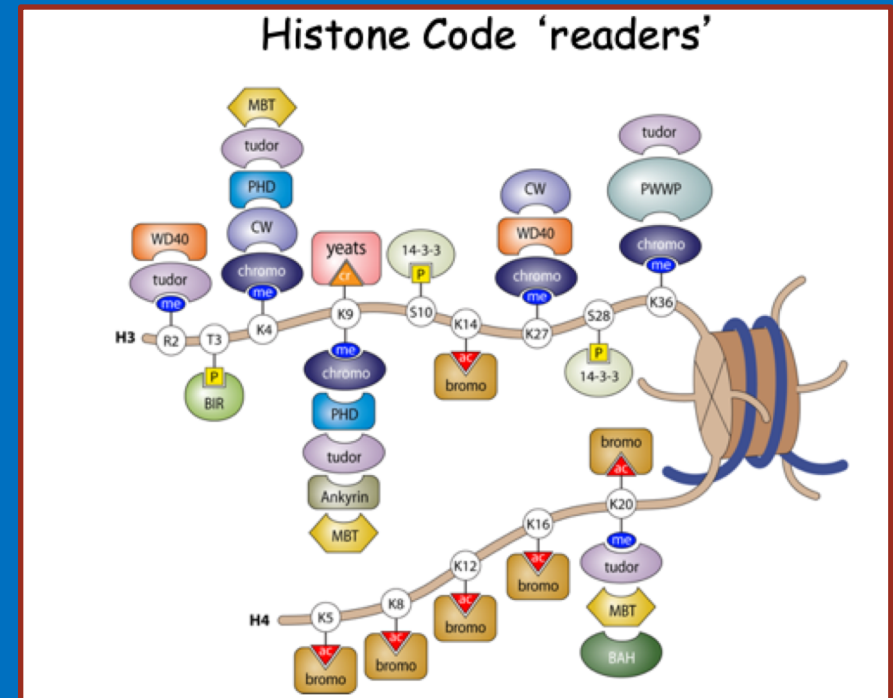 Histone Code ‘readers’
MBT
tudor
PHD
CW
chromo
me
K4
WD40
tudor
me
R2
H3
T3
P
BIR
yeats
cr
K9
me
chromo
PHD
tudor
Ankyrin
MBT
14-3-3
P
S10
K14
ac
bromo
CW
WD40
chromo
me
K27
S28
P
14-3-3
tudor
PWWP
chromo
me
K36
H4
K5
ac
bromo
K8
ac
bromo
K12
ac
bromo
K16
ac
bromo
bromo
ac
K20
me
tudor
MBT
BAH